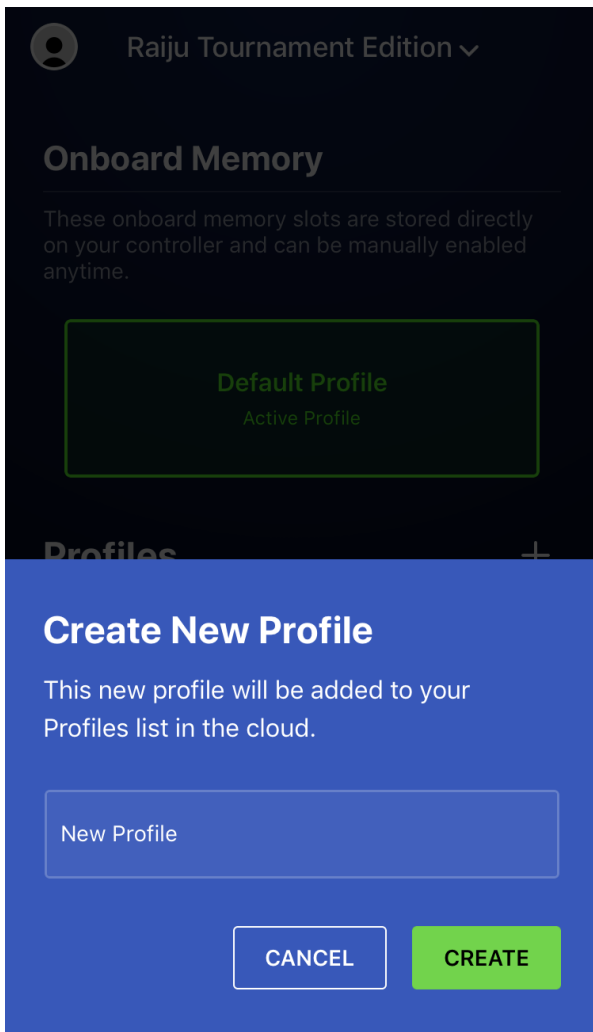 Raiju Tournament Edition
Onboard Memory
These onboard memory slots are stored directly
on your controller and can be manually enabled
anytime.
Default Profile
Active Profile
Profiles
Create New Profile
This new profile will be added to your
Profiles list in the cloud.
New Profile
CANCEL
CREATE